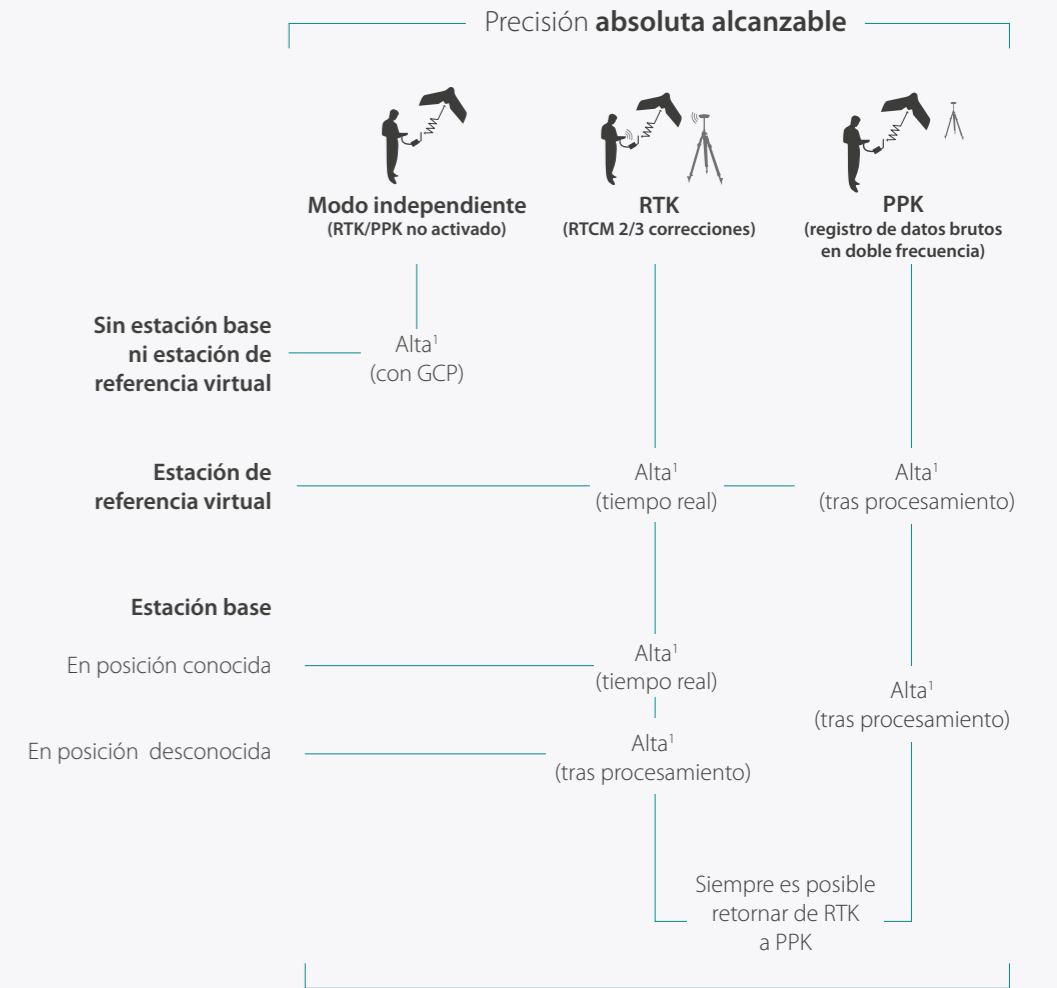 Precisión absoluta alcanzable
Modo independiente
(RTK/PPK no activado)
RTK
(RTCM 2/3 correcciones)
PPK
(registro de datos brutos
en doble frecuencia)
Sin estación base
ni estación de
referencia virtual
Alta¹
(con GCP)
Estación de
referencia virtual
Alta¹
(tiempo real)
Alta¹
(tras procesamiento)
Estación base
En posición conocida
Alta¹
(tiempo real)
Alta¹
(tras procesamiento)
En posición desconocida
Alta¹
(tras procesamiento)
Siempre es posible
retornar de RTK
a PPK